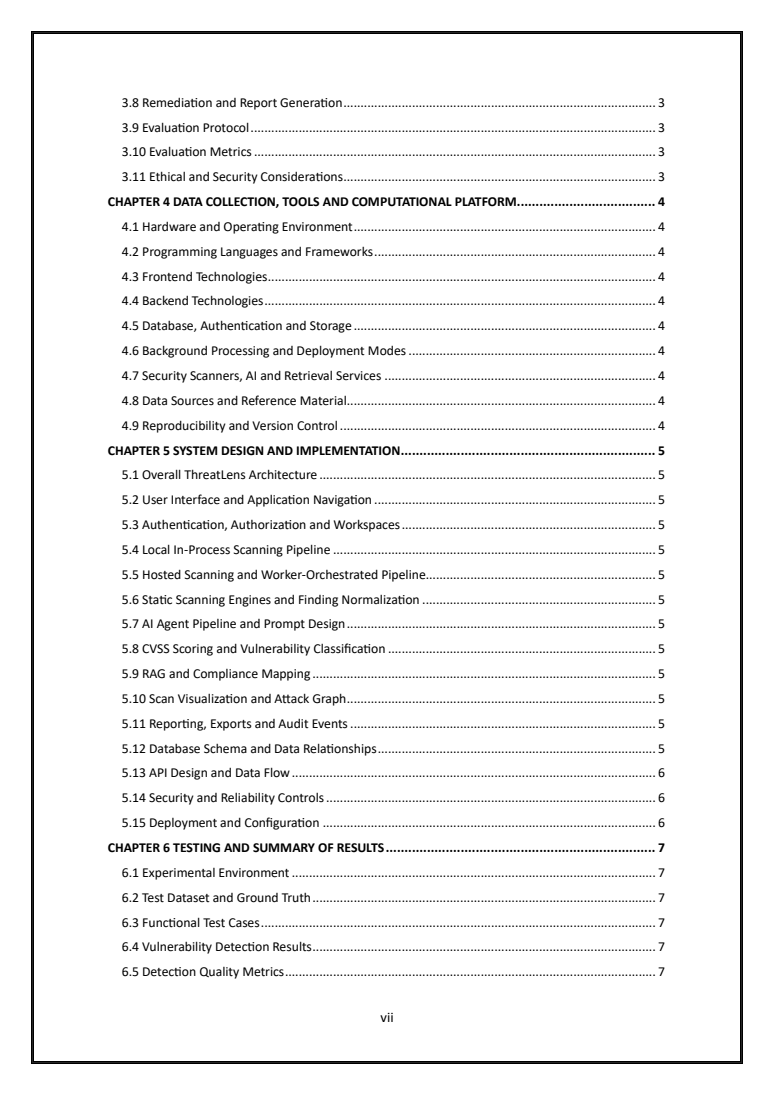 3.8 Remediation and Report Generation........................................................................................... 3
3.9 Evaluation Protocol...................................................................................................................... 3
3.10 Evaluation Metrics ..................................................................................................................... 3
3.11 Ethical and Security Considerations........................................................................................... 3
CHAPTER 4 DATA COLLECTION, TOOLS AND COMPUTATIONAL PLATFORM........................................ 4
4.1 Hardware and Operating Environment........................................................................................ 4
4.2 Programming Languages and Frameworks.................................................................................. 4
4.3 Frontend Technologies................................................................................................................. 4
4.4 Backend Technologies.................................................................................................................. 4
4.5 Database, Authentication and Storage ........................................................................................ 4
4.6 Background Processing and Deployment Modes ........................................................................ 4
4.7 Security Scanners, AI and Retrieval Services ............................................................................... 4
4.8 Data Sources and Reference Material.......................................................................................... 4
4.9 Reproducibility and Version Control ............................................................................................ 4
CHAPTER 5 SYSTEM DESIGN AND IMPLEMENTATION.......................................................................... 5
5.1 Overall ThreatLens Architecture .................................................................................................. 5
5.2 User Interface and Application Navigation .................................................................................. 5
5.3 Authentication, Authorization and Workspaces .......................................................................... 5
5.4 Local In-Process Scanning Pipeline .............................................................................................. 5
5.5 Hosted Scanning and Worker-Orchestrated Pipeline................................................................... 5
5.6 Static Scanning Engines and Finding Normalization .................................................................... 5
5.7 AI Agent Pipeline and Prompt Design.......................................................................................... 5
5.8 CVSS Scoring and Vulnerability Classification .............................................................................. 5
5.9 RAG and Compliance Mapping .................................................................................................... 5
5.10 Scan Visualization and Attack Graph.......................................................................................... 5
5.11 Reporting, Exports and Audit Events ......................................................................................... 5
5.12 Database Schema and Data Relationships................................................................................. 5
5.13 API Design and Data Flow .......................................................................................................... 6
5.14 Security and Reliability Controls ................................................................................................ 6
5.15 Deployment and Configuration ................................................................................................. 6
CHAPTER 6 TESTING AND SUMMARY OF RESULTS............................................................................... 7
6.1 Experimental Environment .......................................................................................................... 7
6.2 Test Dataset and Ground Truth .................................................................................................... 7
6.3 Functional Test Cases................................................................................................................... 7
6.4 Vulnerability Detection Results.................................................................................................... 7
6.5 Detection Quality Metrics............................................................................................................ 7
vii